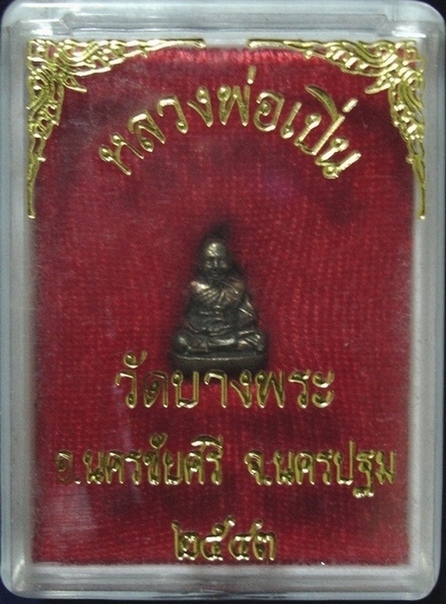 หลวงพ่อเปิ่น
วัดบางพระ
อ.นครชัยศรี จ.นครปฐม
๒๕๔๓